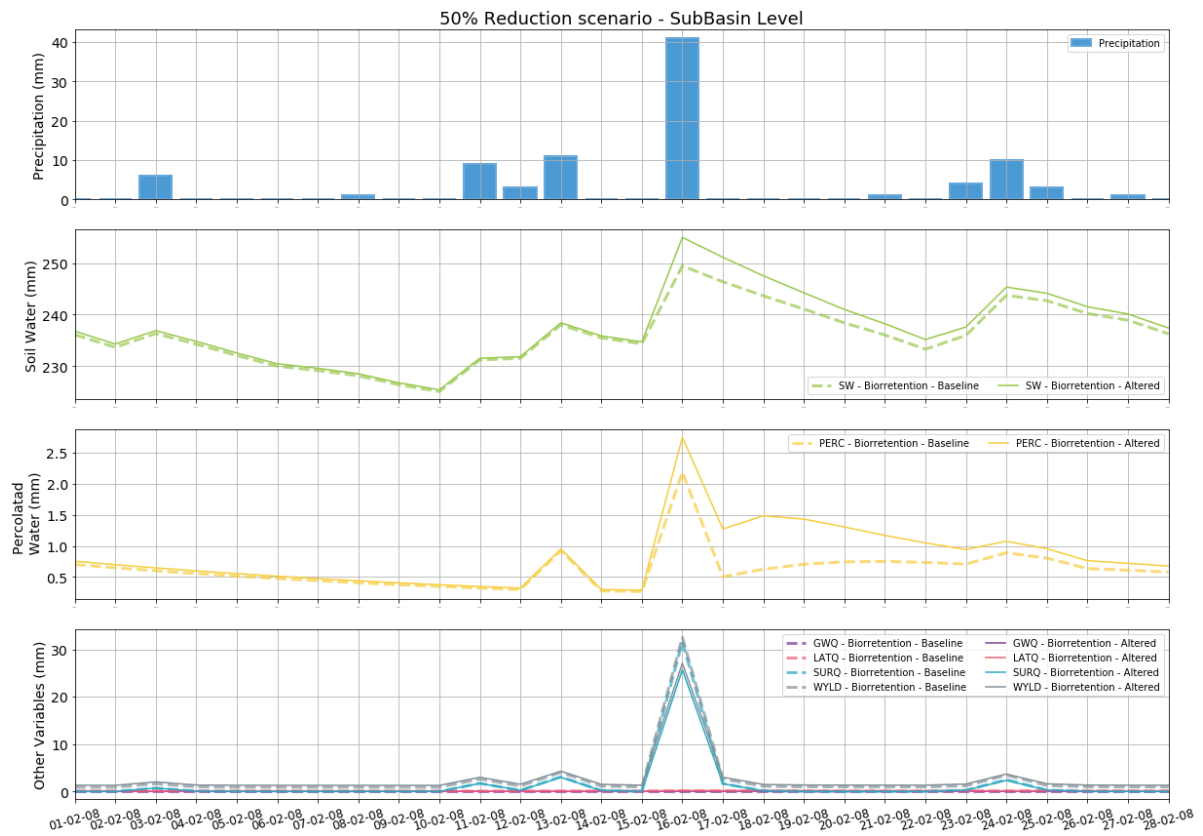 50% Reduction scenario - SubBasin Level
Precipitation (mm)
40
30
20
10
0
Precipitation
Soil Water (mm)
250
240
230
SW - Biorretention - Baseline
SW - Biorretention - Altered
Percolatad
Water (mm)
2.5
2.0
1.5
1.0
0.5
PERC - Biorretention - Baseline
PERC - Biorretention - Altered
Other Variables (mm)
30
20
10
0
GWQ - Biorretention - Baseline
LATQ - Biorretention - Baseline
SURQ - Biorretention - Baseline
WYLD - Biorretention - Baseline
GWQ - Biorretention - Altered
LATQ - Biorretention - Altered
SURQ - Biorretention - Altered
WYLD - Biorretention - Altered
01-02-08
02-02-08
03-02-08
04-02-08
05-02-08
06-02-08
07-02-08
08-02-08
09-02-08
10-02-08
11-02-08
12-02-08
13-02-08
14-02-08
15-02-08
16-02-08
17-02-08
18-02-08
19-02-08
20-02-08
21-02-08
22-02-08
23-02-08
24-02-08
25-02-08
26-02-08
27-02-08
28-02-08